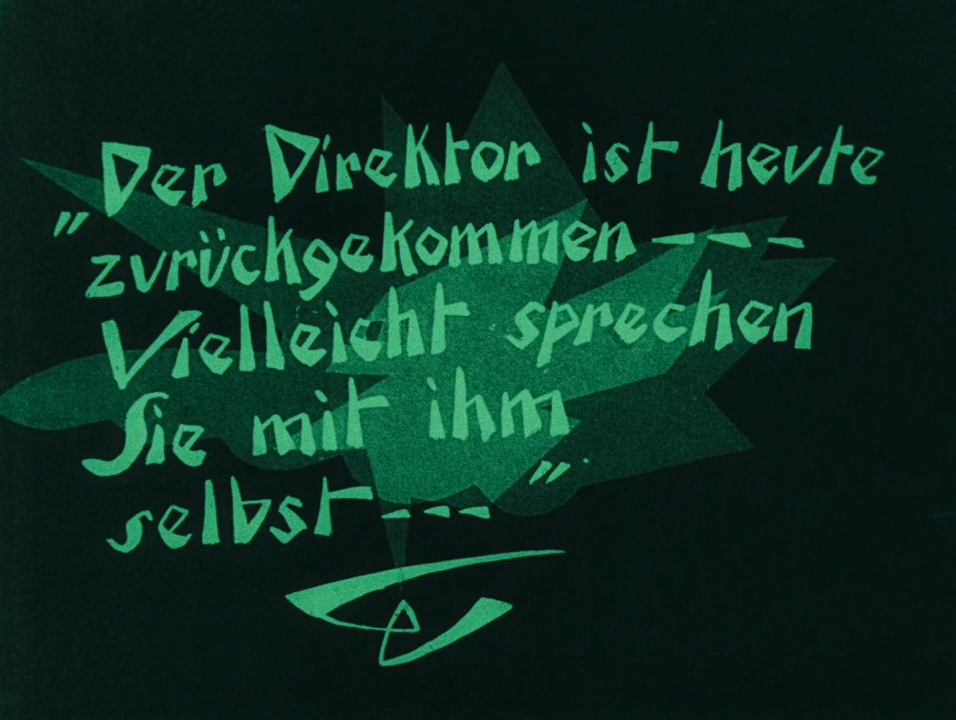 Der Direktor ist heute
"zurückgekommen ---
Vielleicht sprechen
Sie mit ihm
selbst ---"